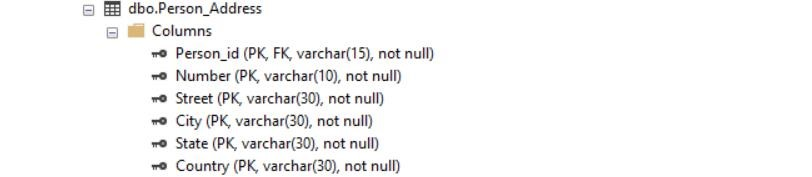 dbo.Person_Address
Columns
Person_id (PK, FK, varchar(15), not null)
Number (PK, varchar(10), not null)
Street (PK, varchar(30), not null)
City (PK, varchar(30), not null)
State (PK, varchar(30), not null)
Country (PK, varchar(30), not null)